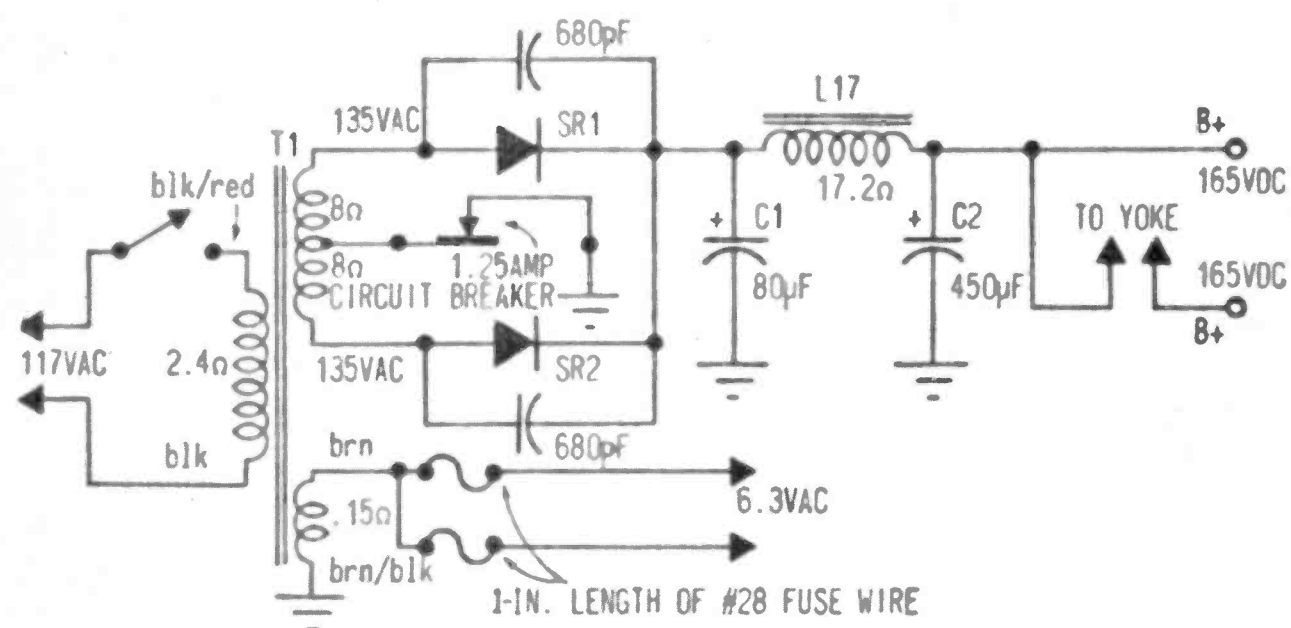 680pF
L17
135VAC
SR1
B+
T1
165VDC
blk/red
17.2Ω
8Ω
+ C1
+ C2
TO YOKE
8Ω
1.25AMP
CIRCUIT BREAKER
80µF
450µF
165VDC
117VAC
2.4Ω
135VAC
SR2
B+
blk
brn
680pF
.15Ω
6.3VAC
brn/blk
1-IN. LENGTH OF #28 FUSE WIRE